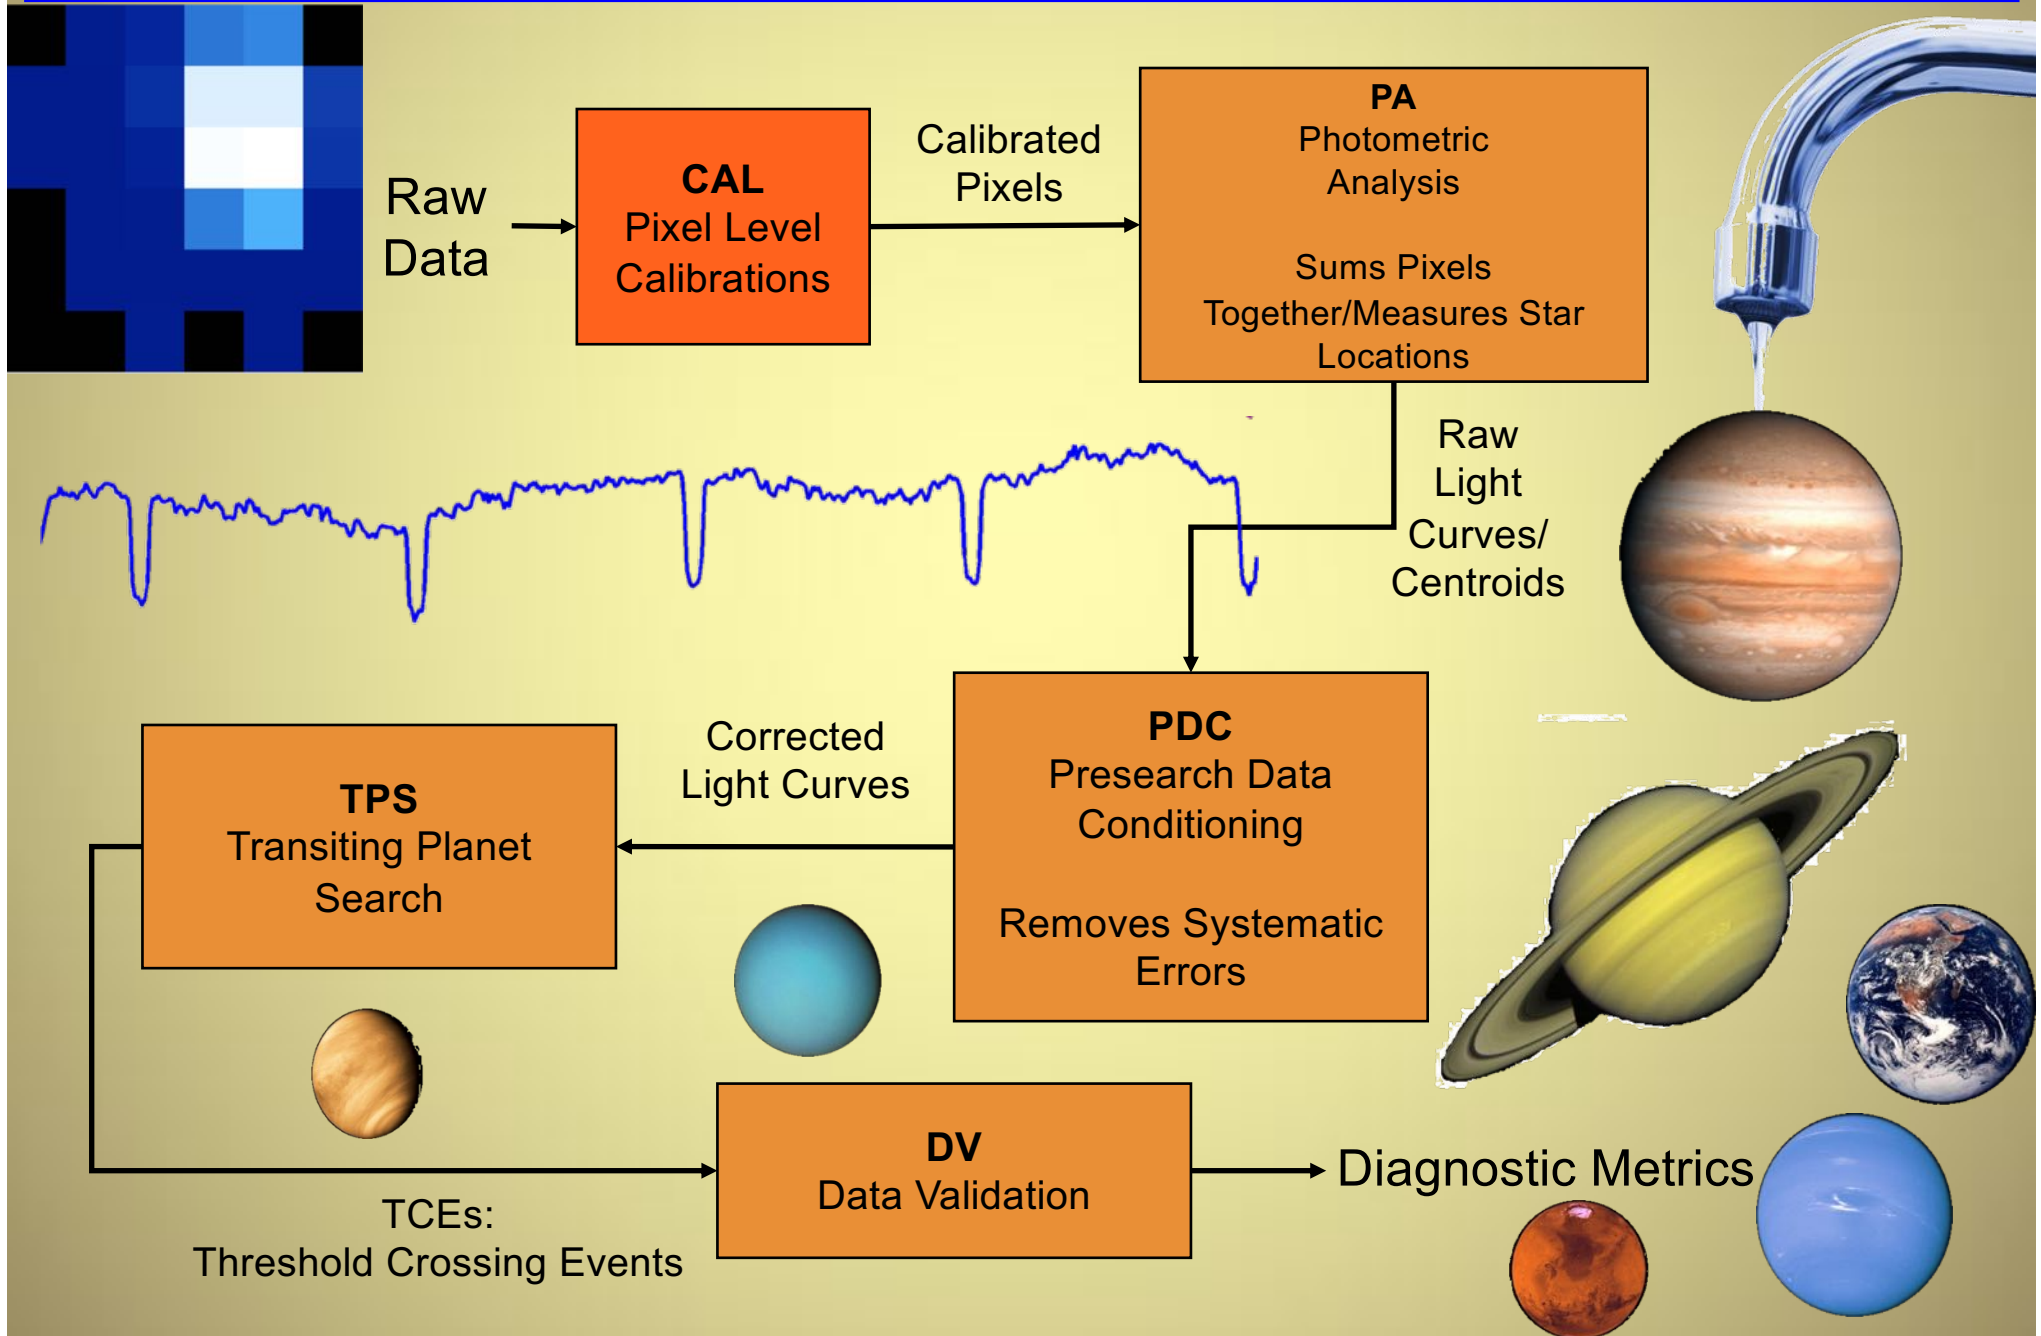 Raw
Data
CAL
Pixel Level
Calibrations
Calibrated
Pixels
PA
Photometric
Analysis
Sums Pixels
Together/Measures Star
Locations
Raw
Light
Curves/
Centroids
PDC
Presearch Data
Conditioning
Removes Systematic
Errors
Corrected
Light Curves
TPS
Transiting Planet
Search
TCEs:
Threshold Crossing Events
DV
Data Validation
Diagnostic Metrics